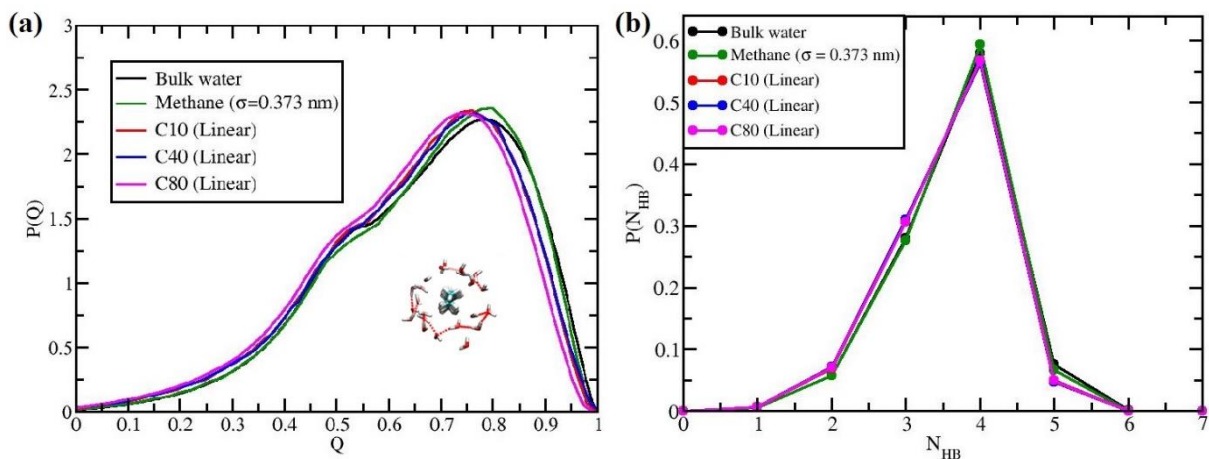 (a)
3
2.5
2
1.5
1
0.5
0
P(Q)
Bulk water
Methane (σ=0.373 nm)
C10 (Linear)
C40 (Linear)
C80 (Linear)
0 0.1 0.2 0.3 0.4 0.5 0.6 0.7 0.8 0.9 1
Q
(b)
0.6
0.5
0.4
0.3
0.2
0.1
0
P(N_HB)
Bulk water
Methane (σ = 0.373 nm)
C10 (Linear)
C40 (Linear)
C80 (Linear)
0 1 2 3 4 5 6 7
N_HB